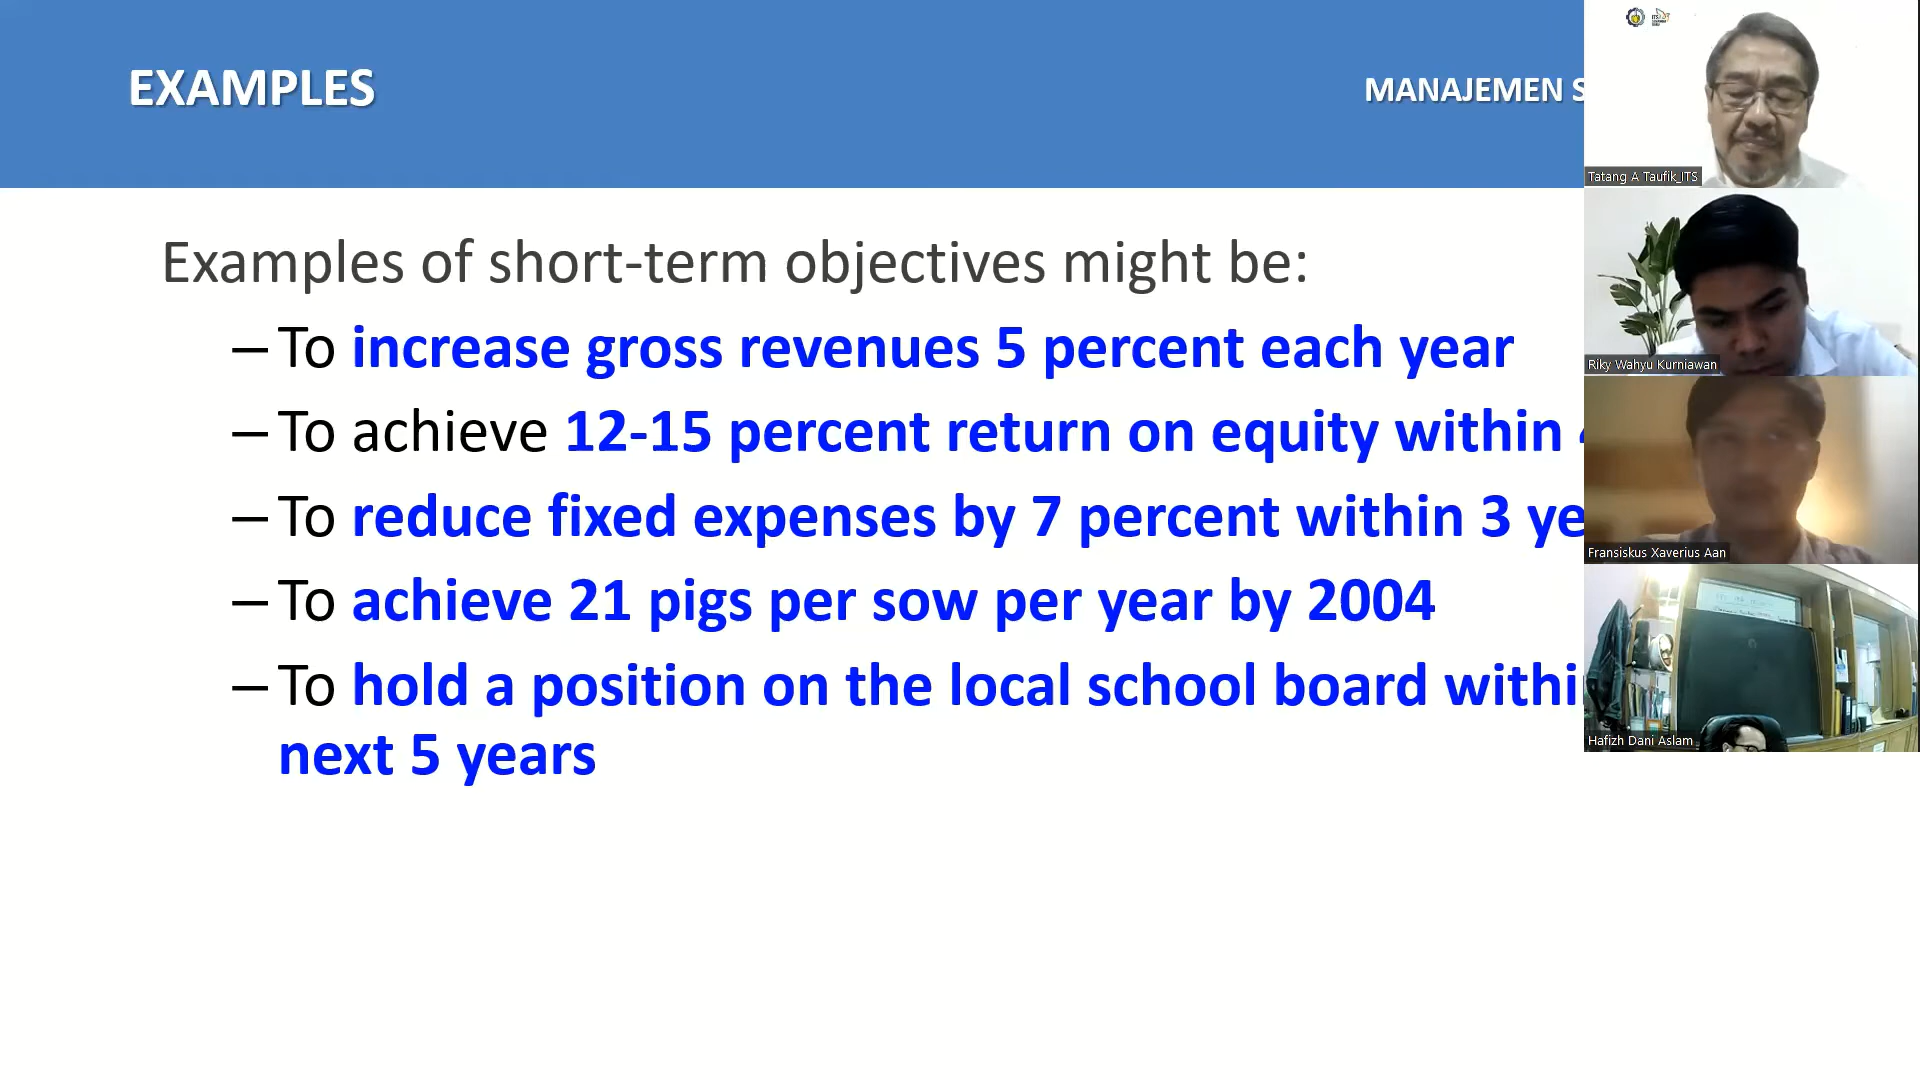 EXAMPLES
MANAJEMEN S
Examples of short-term objectives might be:
– To increase gross revenues 5 percent each year
– To achieve 12-15 percent return on equity within
– To reduce fixed expenses by 7 percent within 3 ye
– To achieve 21 pigs per sow per year by 2004
– To hold a position on the local school board withi
next 5 years
Tatang A Taufik_ITS
Riky Wahyu Kurniawan
Fransiskus Xaverius Aan
Hafizh Dani Aslam